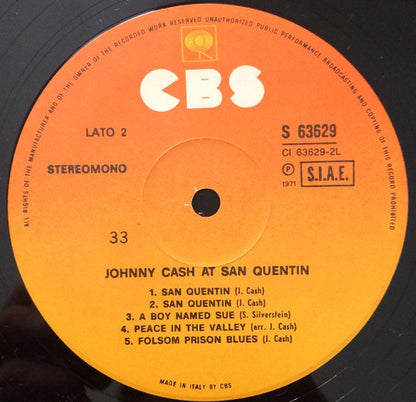 ALL RIGHTS OF THE MANUFACTURER AND OF THE OWNER OF THE RECORDED WORK RESERVED UNAUTHORIZED PUBLIC PERFORMANCE BROADCASTING AND COPYING OF THIS RECORD PROHIBITED
CBS
LATO 2
S 63629
CI 63629-2L
STEREOMONO
P
1971
S.I.A.E.
33
JOHNNY CASH AT SAN QUENTIN
1. SAN QUENTIN (J. Cash)
2. SAN QUENTIN (J. Cash)
3. A BOY NAMED SUE (S. Silverstein)
4. PEACE IN THE VALLEY (arr. J. Cash)
5. FOLSOM PRISON BLUES (J. Cash)
MADE IN ITALY BY CBS